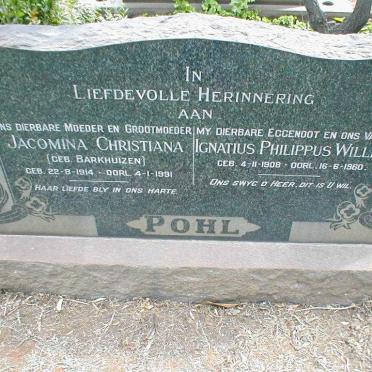 In
Liefdevolle Herinnering
aan
ns dierbare Moeder en Grootmoeder
Jacomina Christiana
(geb. Barkhuizen)
geb. 22-8-1914 - oorl. 4-1-1991
Haar liefde bly in ons harte.
My dierbare Eggenoot en ons Va
Ignatius Philippus Will
geb. 4-11-1908 - oorl. 16-6-1960
Ons swyg o Heer, dit is U wil.
Pohl